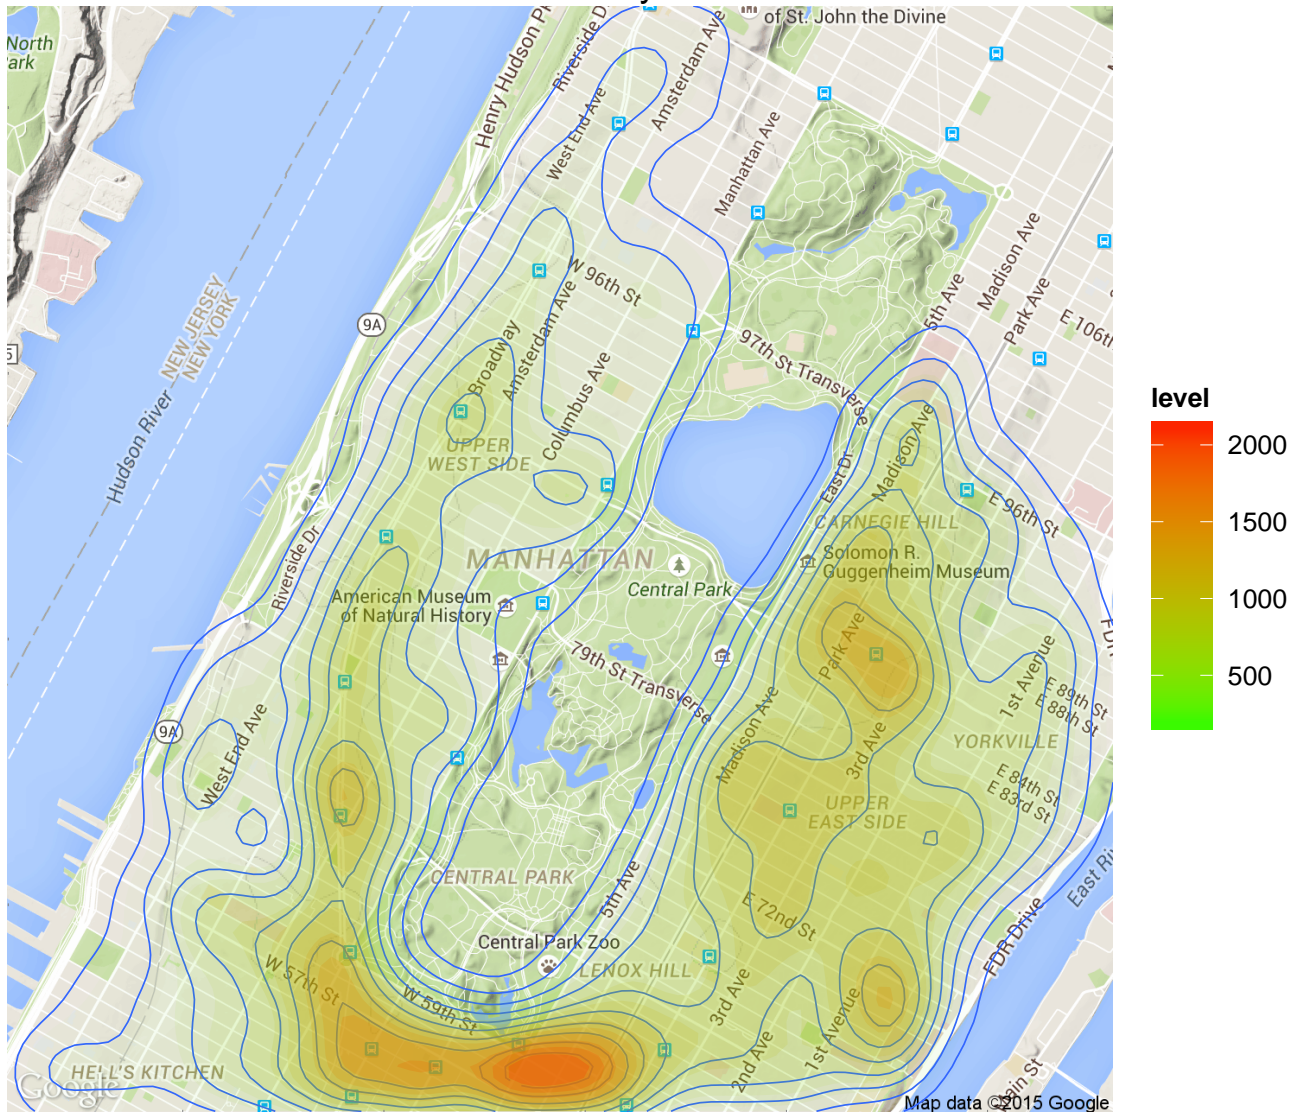 of St. John the Divine
North
ark
Henry Hudson P
Riverside D
Amsterdam Ave
West End Ave
Manhattan Ave
W 96th St
Madison Ave
5th Ave
Park Ave
E 106th
NEW JERSEY
NEW YORK
9A
5
Broadway
Amsterdam Ave
97th St Transverse
Columbus Ave
Hudson River
UPPER
WEST SIDE
East Dr
Madison Ave
E 96th St
CARNEGIE HILL
Solomon R.
Guggenheim Museum
MANHATTAN
Central Park
Riverside Dr
American Museum
of Natural History
79th St Transverse
Park Ave
1st Avenue
E 89th St
E 88th St
9A
West End Ave
Madison Ave
3rd Ave
YORKVILLE
E 84th St
E 83rd St
UPPER
EAST SIDE
CENTRAL PARK
5th Ave
East Ri
E 72nd St
Central Park Zoo
LENOX HILL
FDR Drive
W 57th St
W 59th St
3rd Ave
1st Avenue
2nd Ave
HELL'S KITCHEN
Google
Main St
Map data ©2015 Google
level
2000
1500
1000
500